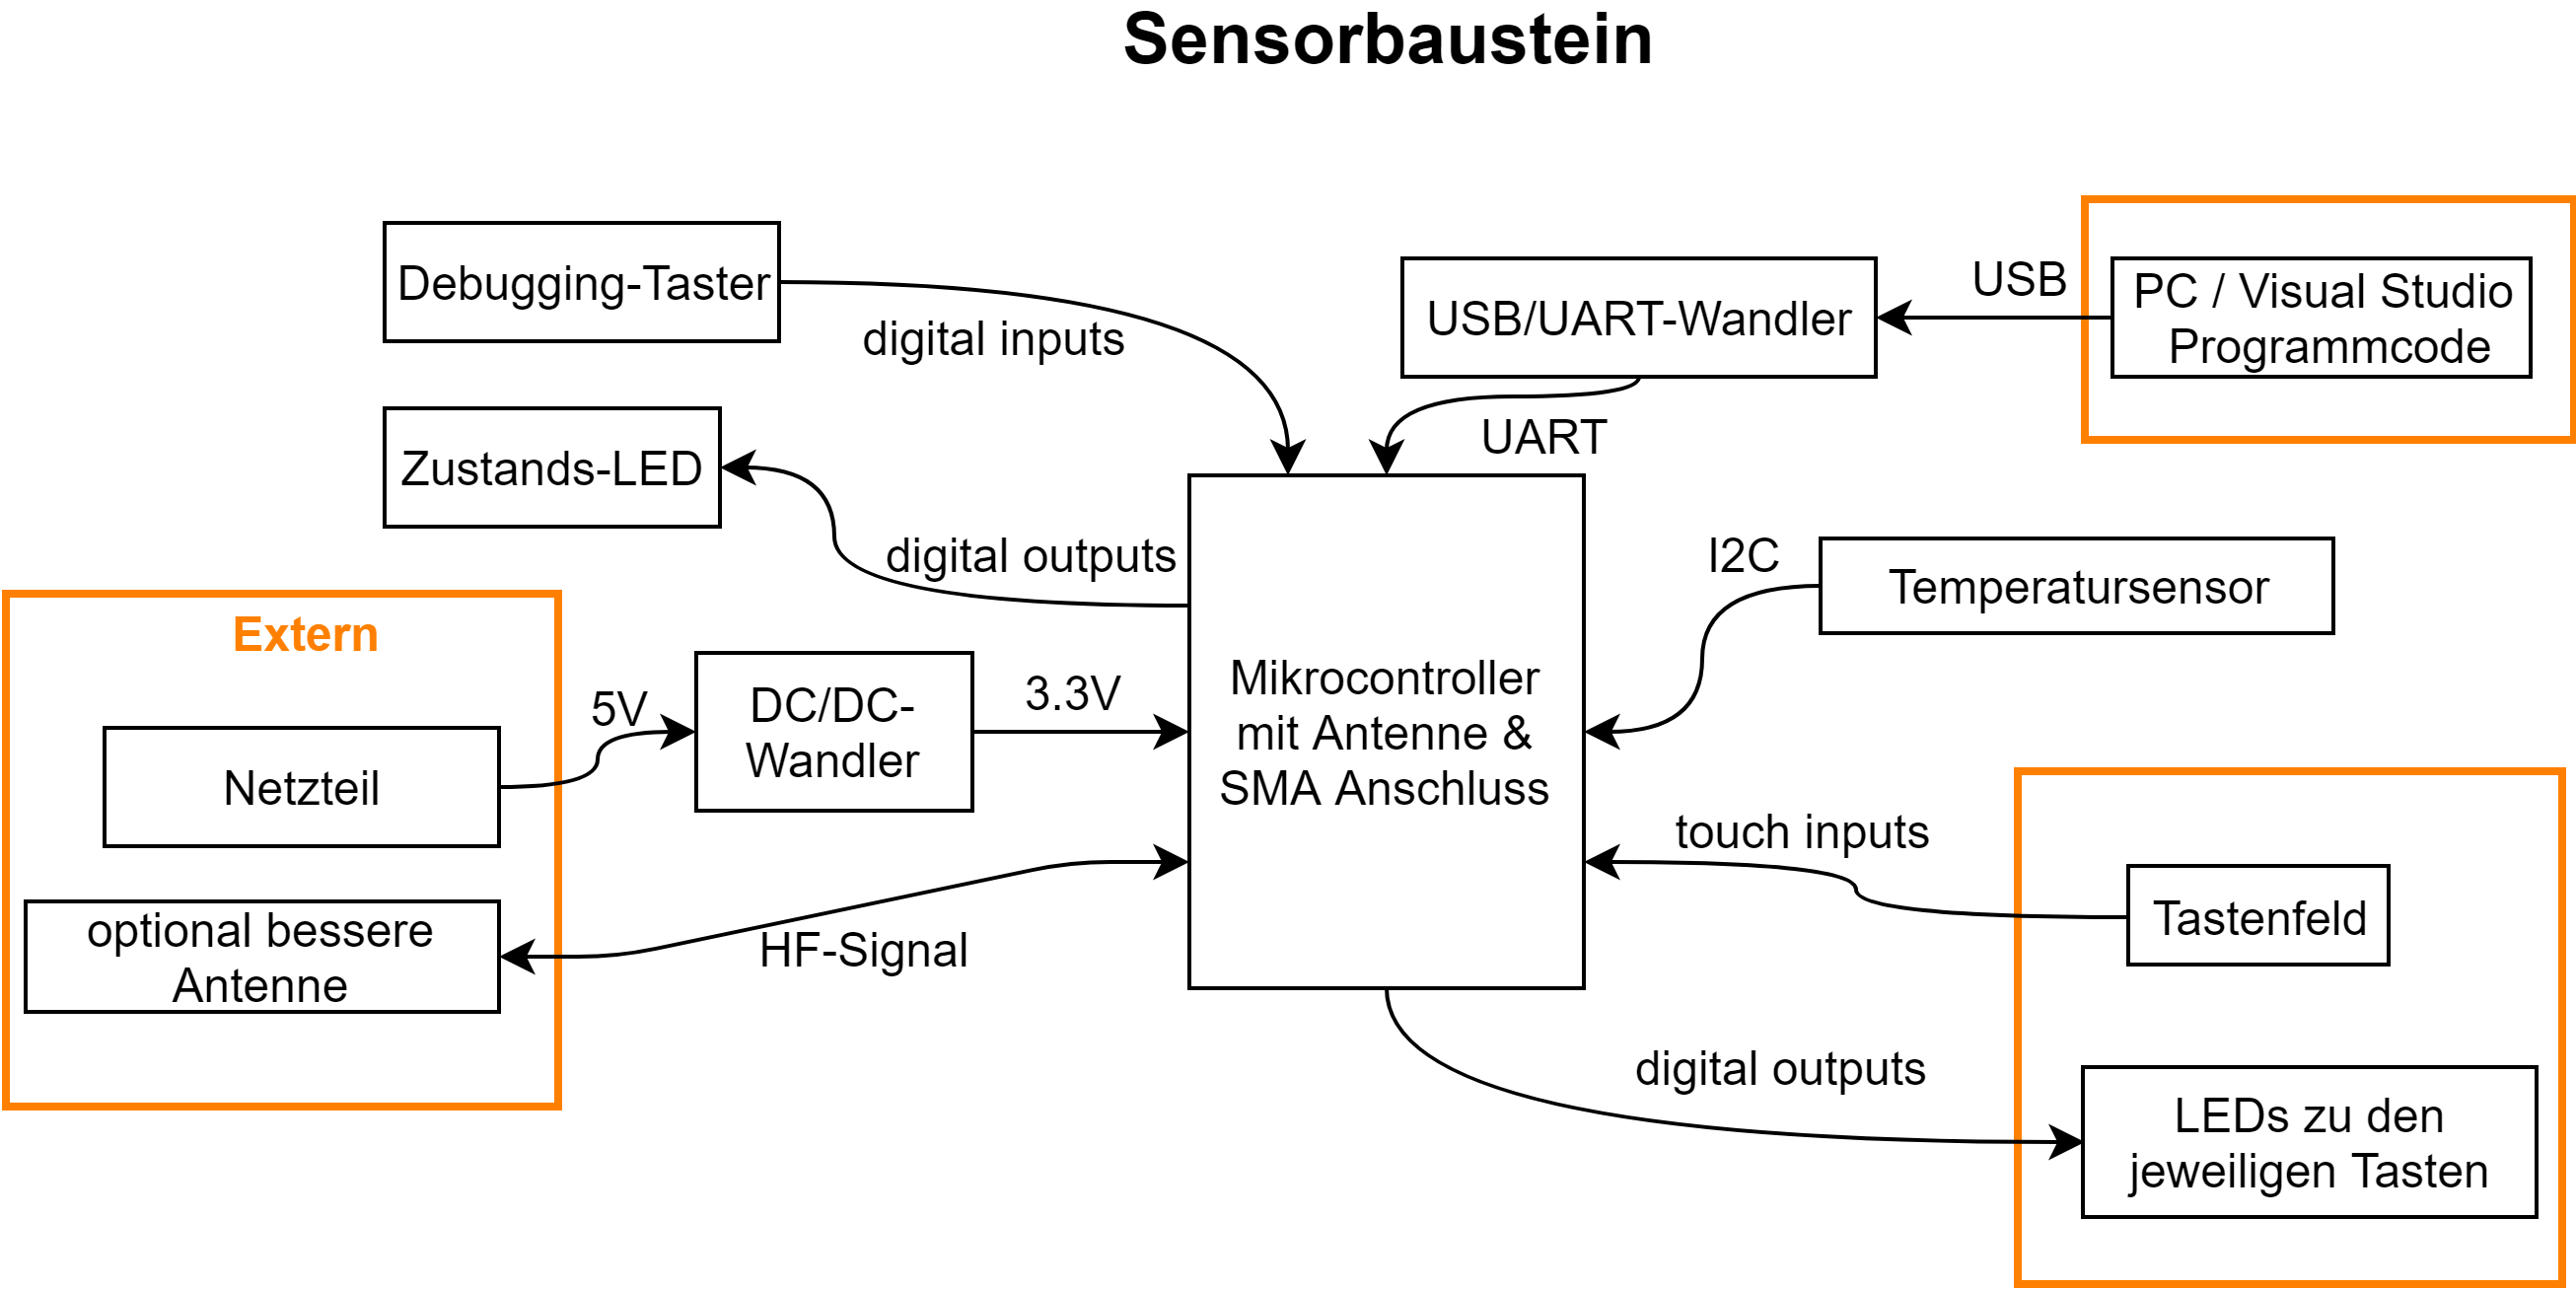 Sensorbaustein
Debugging-Taster
digital inputs
USB/UART-Wandler
USB
PC / Visual Studio
Programmcode
UART
Zustands-LED
digital outputs
I2C
Temperatursensor
Extern
Netzteil
5V
DC/DC-
Wandler
3.3V
Mikrocontroller
mit Antenne &
SMA Anschluss
touch inputs
Tastenfeld
optional bessere
Antenne
HF-Signal
digital outputs
LEDs zu den
jeweiligen Tasten